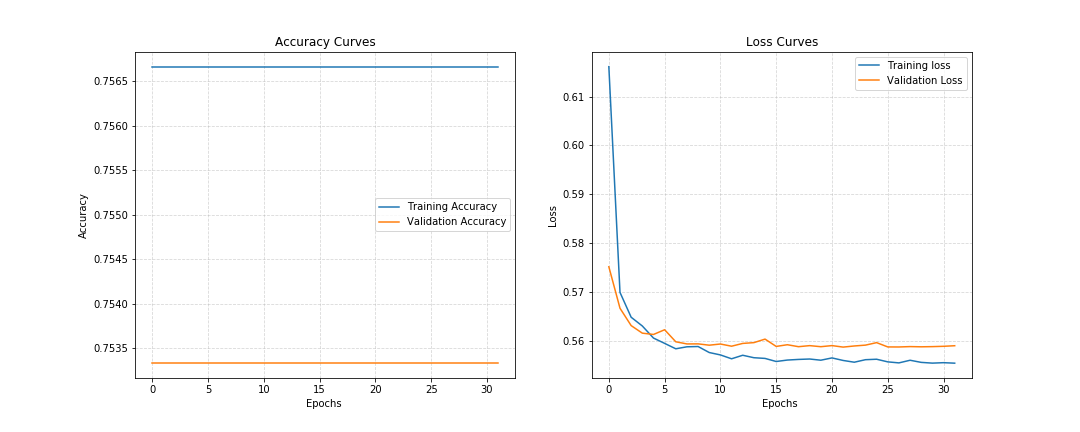 Accuracy Curves
0.7565
0.7560
0.7555
0.7550
0.7545
0.7540
0.7535
Accuracy
Training Accuracy
Validation Accuracy
0 5 10 15 20 25 30
Epochs
Loss Curves
0.61
0.60
0.59
0.58
0.57
0.56
Loss
Training loss
Validation Loss
0 5 10 15 20 25 30
Epochs